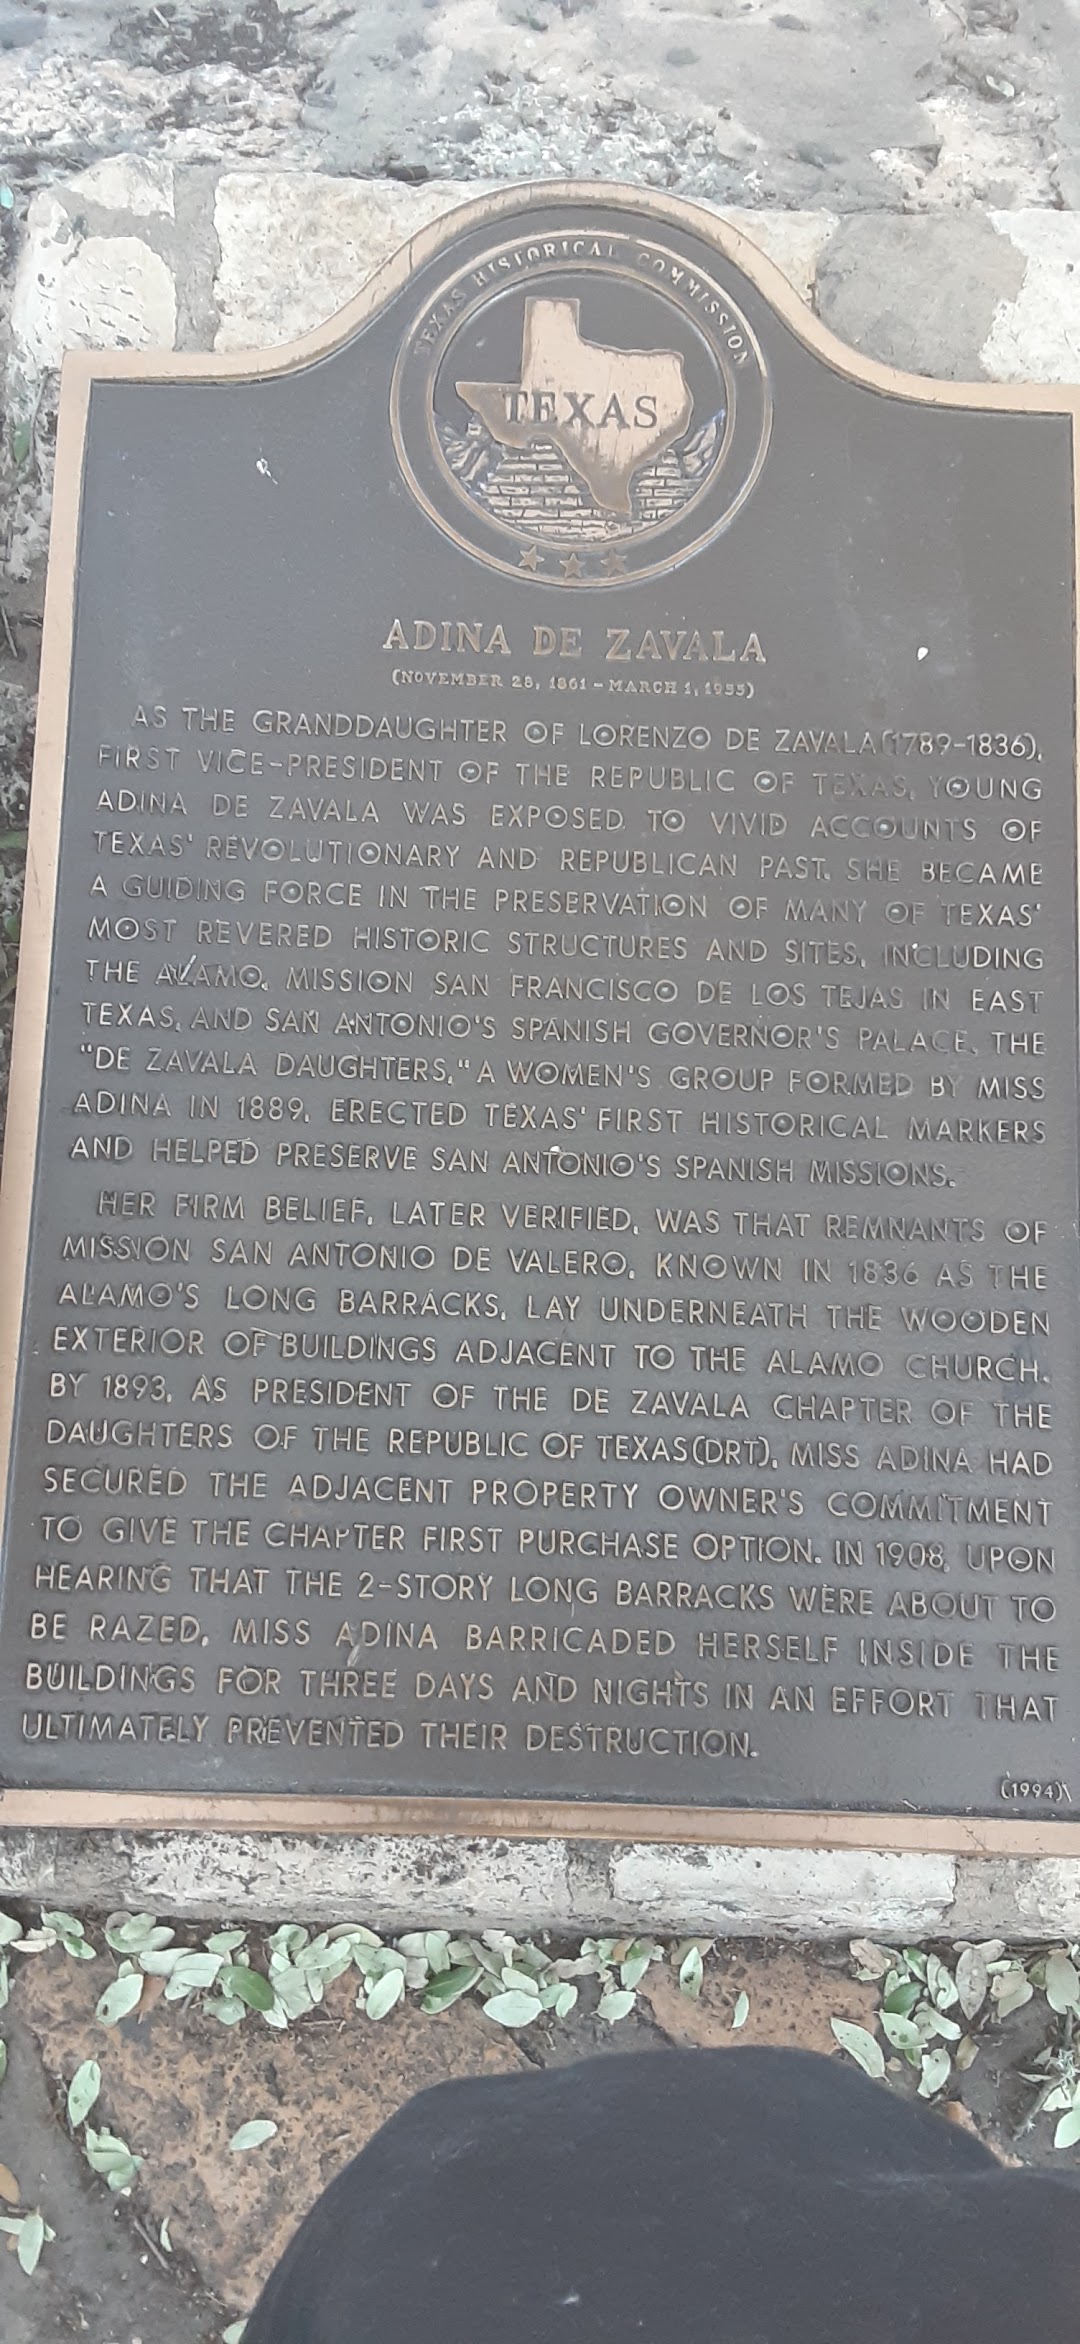 TEXAS HISTORICAL COMMISSION
TEXAS
ADINA DE ZAVALA
(NOVEMBER 28, 1861 - MARCH 1, 1955)
AS THE GRANDDAUGHTER OF LORENZO DE ZAVALA (1789-1836),
FIRST VICE-PRESIDENT OF THE REPUBLIC OF TEXAS, YOUNG
ADINA DE ZAVALA WAS EXPOSED TO VIVID ACCOUNTS OF
TEXAS' REVOLUTIONARY AND REPUBLICAN PAST. SHE BECAME
A GUIDING FORCE IN THE PRESERVATION OF MANY OF TEXAS'
MOST REVERED HISTORIC STRUCTURES AND SITES, INCLUDING
THE ALAMO, MISSION SAN FRANCISCO DE LOS TEJAS IN EAST
TEXAS, AND SAN ANTONIO'S SPANISH GOVERNOR'S PALACE. THE
"DE ZAVALA DAUGHTERS," A WOMEN'S GROUP FORMED BY MISS
ADINA IN 1889, ERECTED TEXAS' FIRST HISTORICAL MARKERS
AND HELPED PRESERVE SAN ANTONIO'S SPANISH MISSIONS.
HER FIRM BELIEF, LATER VERIFIED, WAS THAT REMNANTS OF
MISSION SAN ANTONIO DE VALERO, KNOWN IN 1836 AS THE
ALAMO'S LONG BARRACKS, LAY UNDERNEATH THE WOODEN
EXTERIOR OF BUILDINGS ADJACENT TO THE ALAMO CHURCH.
BY 1893, AS PRESIDENT OF THE DE ZAVALA CHAPTER OF THE
DAUGHTERS OF THE REPUBLIC OF TEXAS (DRT), MISS ADINA HAD
SECURED THE ADJACENT PROPERTY OWNER'S COMMITMENT
TO GIVE THE CHAPTER FIRST PURCHASE OPTION. IN 1908, UPON
HEARING THAT THE 2-STORY LONG BARRACKS WERE ABOUT TO
BE RAZED, MISS ADINA BARRICADED HERSELF INSIDE THE
BUILDINGS FOR THREE DAYS AND NIGHTS IN AN EFFORT THAT
ULTIMATELY PREVENTED THEIR DESTRUCTION.
(1994)